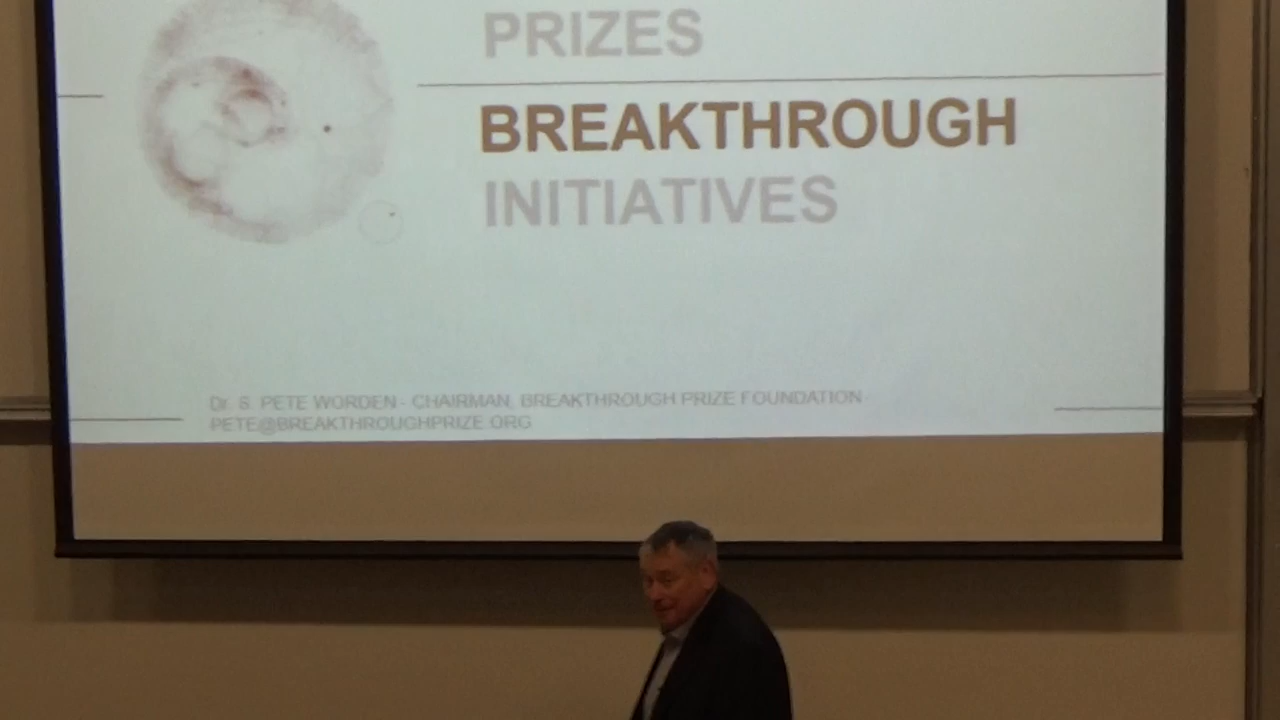 PRIZES
BREAKTHROUGH
INITIATIVES
Dr. S. PETE WORDEN - CHAIRMAN, BREAKTHROUGH PRIZE FOUNDATION
PETE@BREAKTHROUGHPRIZE.ORG